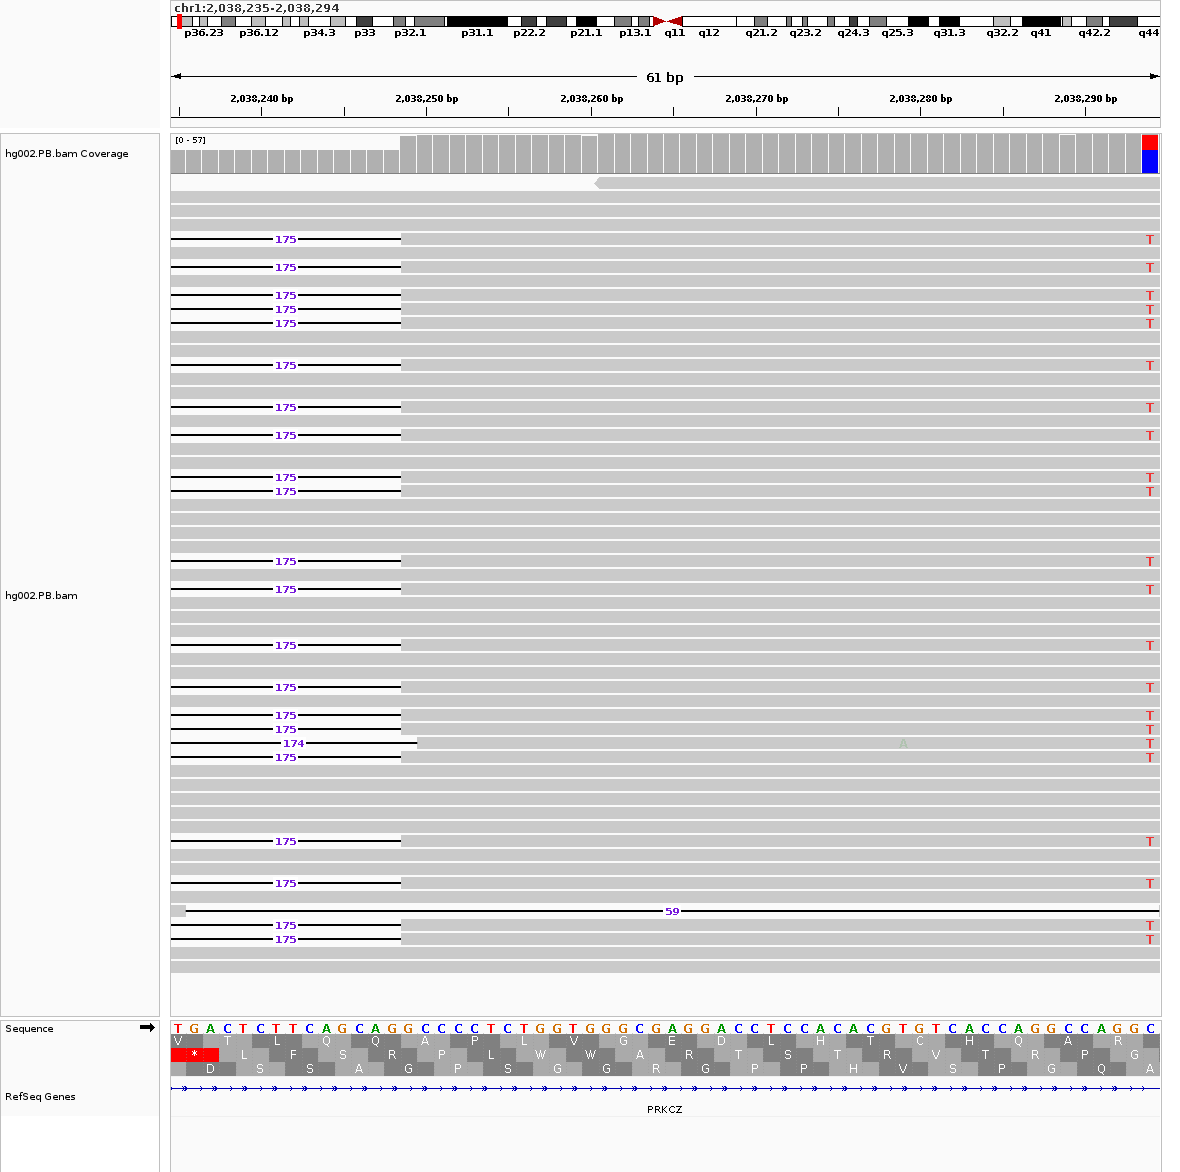 chr1:2,038,235-2,038,294
p36.23 p36.12 p34.3 p33 p32.1 p31.1 p22.2 p21.1 p13.1 q11 q12 q21.2 q23.2 q24.3 q25.3 q31.3 q32.2 q41 q42.2 q44
61 bp
2,038,240 bp 2,038,250 bp 2,038,260 bp 2,038,270 bp 2,038,280 bp 2,038,290 bp
[0 - 57]
hg002.PB.bam Coverage
175 T
175 T
175 T
175 T
175 T
175 T
175 T
175 T
175 T
175 T
175 T
175 T
hg002.PB.bam
175 T
175 T
175 T
175 T
174 A T
175 T
175 T
175 T
59
175 T
175 T
Sequence T G A C T C T T C A G C A G G C C C C T C T G G T G G G C G A G G A C C T C C A C A C G T G T C A C C A G G C C A G G C
V T L Q Q A P L V G E D L H T C H Q A R
* L F S R P L W W A R T S T R V T R P G
D S S A G P S G G R G P P H V S P G Q A
RefSeq Genes
PRKCZ